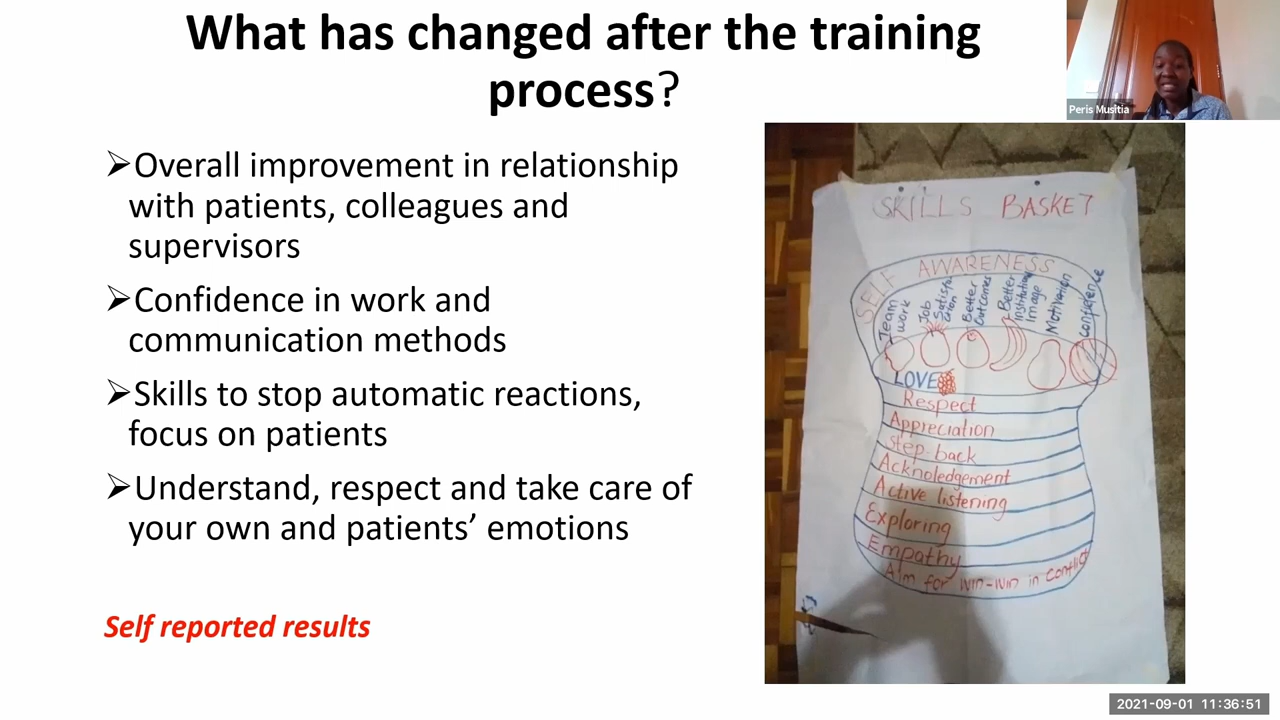 What has changed after the training
process?
Peris Musitia
➢Overall improvement in relationship
with patients, colleagues and
supervisors
➢Confidence in work and
communication methods
➢Skills to stop automatic reactions,
focus on patients
➢Understand, respect and take care of
your own and patients’ emotions
Self reported results
SKILLS BASKET
SELF AWARENESS
Team
work
Job
Satisfa
ction
Better
Outcomes
Better
Institution
Image
Motivation
Confidence
LOVE
Respect
Appreciation
Step-back
Acknoledgement
Active listening
Exploring
Empathy
Aim for win-win in conflict
2021-09-01 11:36:51